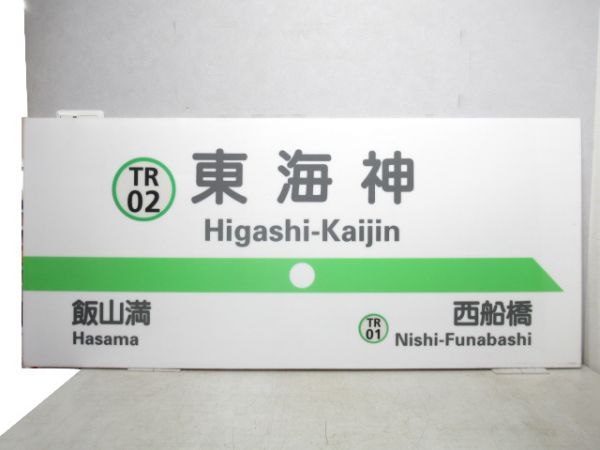 TR
02
東海神
Higashi-Kaijin
飯山満
Hasama
TR
01
西船橋
Nishi-Funabashi